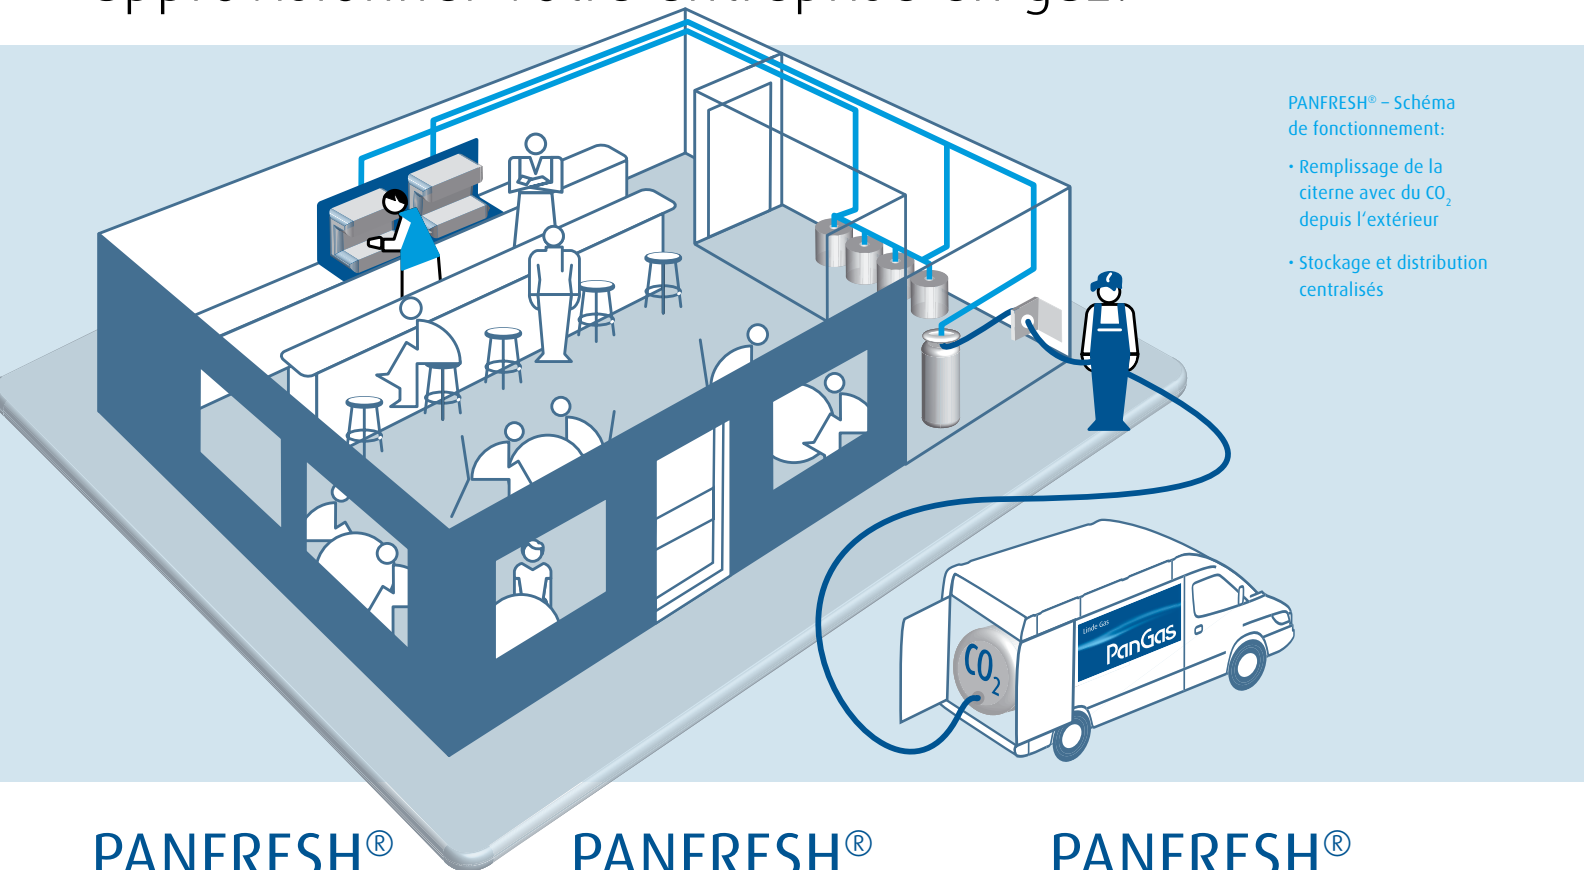 PANFRESH® – Schéma
de fonctionnement:
• Remplissage de la
citerne avec du CO₂
depuis l‘extérieur
• Stockage et distribution
centralisés
Linde Gas
PanGas
CO₂
PANFRESH® PANFRESH® PANFRESH®